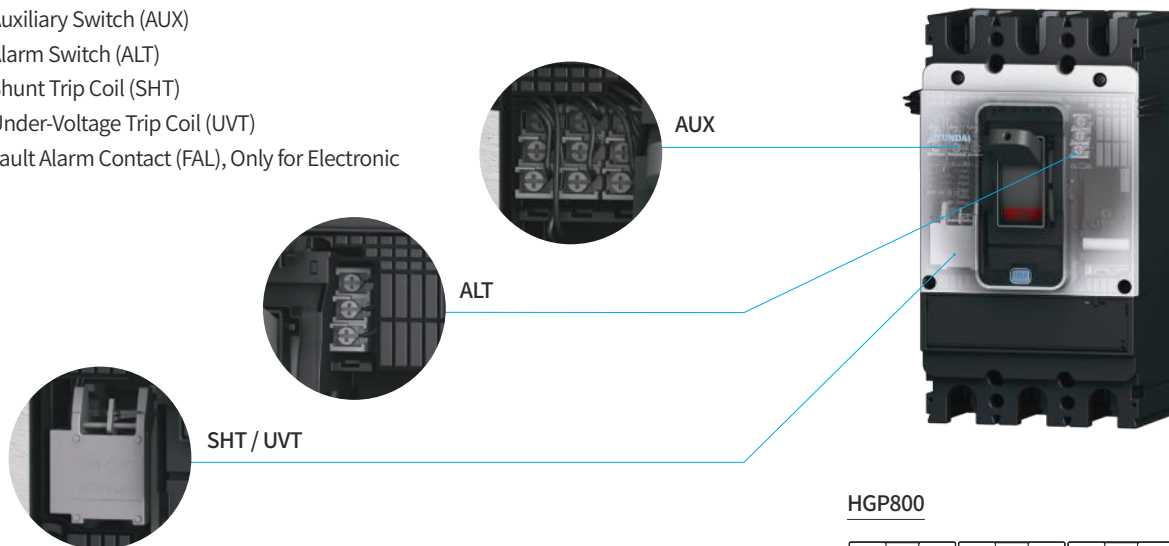 Auxiliary Switch (AUX)
Alarm Switch (ALT)
Shunt Trip Coil (SHT)
Under-Voltage Trip Coil (UVT)
Fault Alarm Contact (FAL), Only for Electronic
AUX
HYUNDAI
ALT
SHT / UVT
HGP800